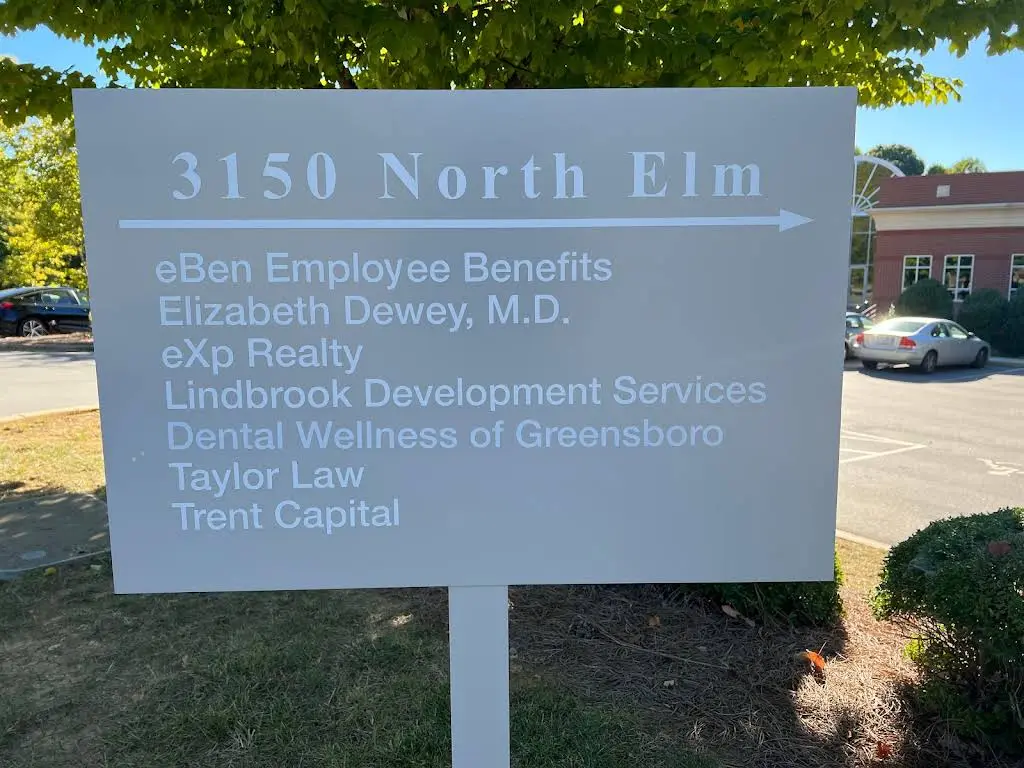 3150 North Elm
eBen Employee Benefits
Elizabeth Dewey, M.D.
eXp Realty
Lindbrook Development Services
Dental Wellness of Greensboro
Taylor Law
Trent Capital